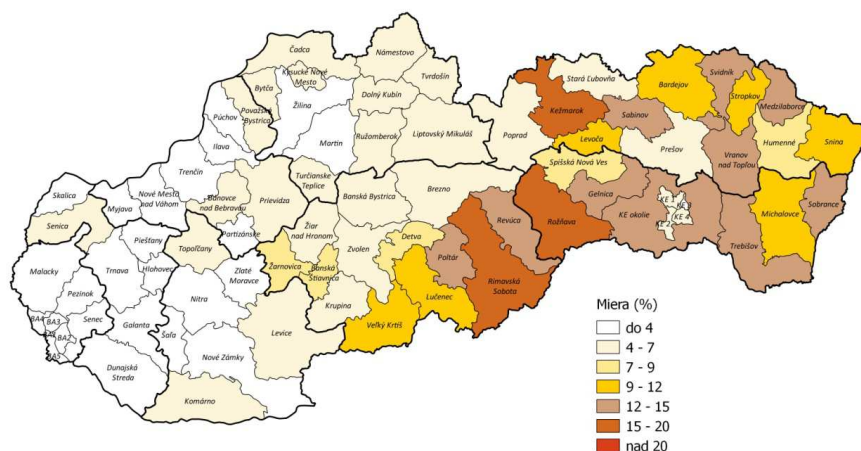 Čadca
Námestovo
Kysucké Nové
Mesto
Tvrdošín
Bytča
Dolný Kubín
Považská
Bystrica
Žilina
Púchov
Ružomberok
Liptovský Mikuláš
Martin
Ilava
Trenčín
Turčianske
Teplice
Stará Ľubovňa
Kežmarok
Poprad
Levoča
Sabinov
Bardejov
Svidník
Stropkov
Medzilaborce
Prešov
Humenné
Snina
Vranov
nad Topľou
Spišská Nová Ves
Gelnica
Rožňava
KE okolie
KE 1
KE 3
KE 2
KE 4
Michalovce
Sobrance
Trebišov
Skalica
Myjava
Nové Mesto
nad Váhom
Bánovce
nad Bebravou
Prievidza
Banská Bystrica
Brezno
Senica
Partizánske
Žiar
nad Hronom
Zvolen
Detva
Revúca
Poltár
Rimavská
Sobota
Piešťany
Topoľčany
Malacky
Trnava
Hlohovec
Zlaté
Moravce
Žarnovica
Banská
Štiavnica
Krupina
Lučenec
Veľký Krtíš
Pezinok
Nitra
Levice
BA4
BA3
Senec
BA2
BA5
Galanta
Šaľa
Nové Zámky
Dunajská
Streda
Komárno
Miera (%)
do 4
4 - 7
7 - 9
9 - 12
12 - 15
15 - 20
nad 20